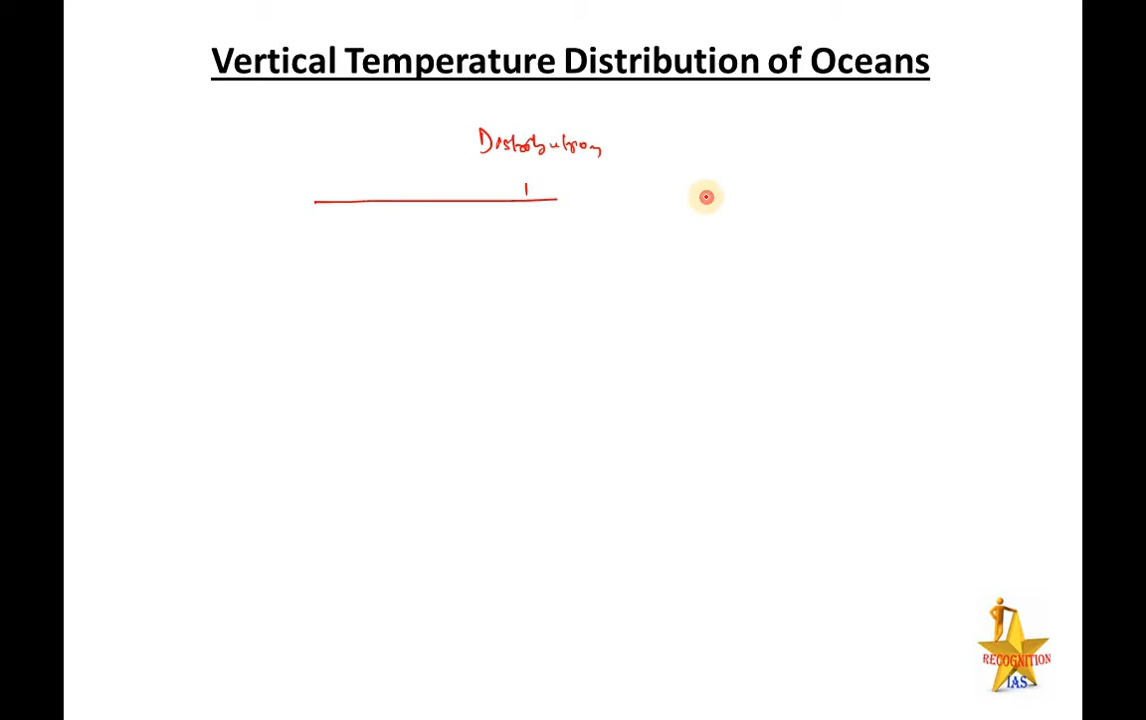 Vertical Temperature Distribution of Oceans
Distribution
RECOGNITION
IAS